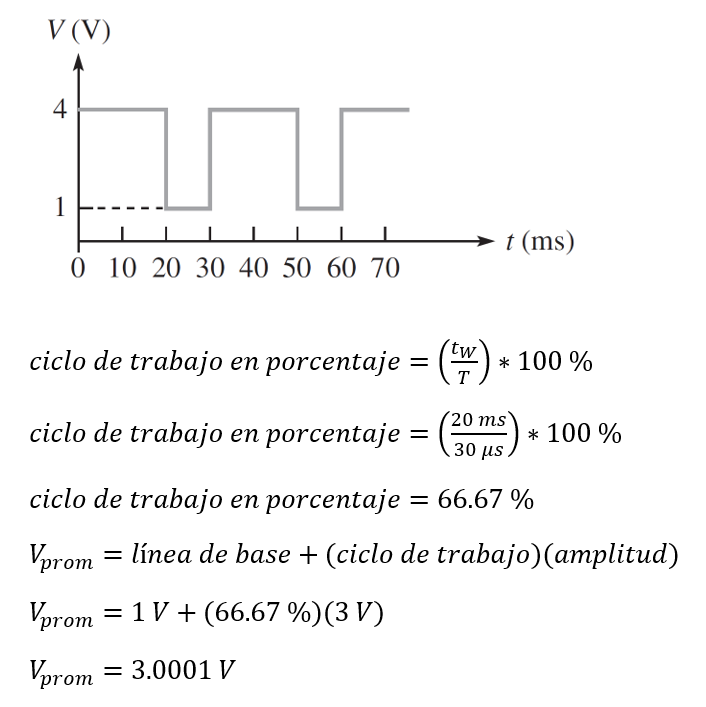 V (V)
4
1
t (ms)
0 10 20 30 40 50 60 70
ciclo de trabajo en porcentaje = (t_W/T) * 100 %
ciclo de trabajo en porcentaje = (20 ms/30 μs) * 100 %
ciclo de trabajo en porcentaje = 66.67 %
V_prom = línea de base + (ciclo de trabajo)(amplitud)
V_prom = 1 V + (66.67 %)(3 V)
V_prom = 3.0001 V